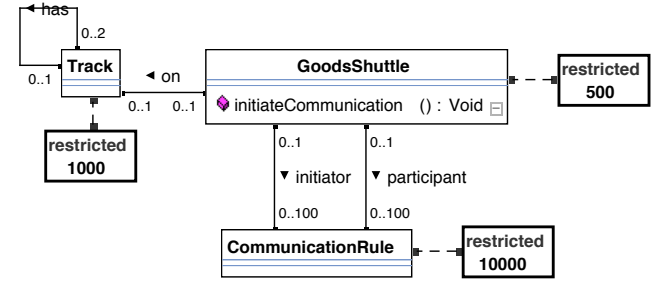 ◄ has
0..2
Track
0..1
◄ on
0..1
0..1
GoodsShuttle
initiateCommunication () : Void
restricted
500
restricted
1000
0..1
0..1
▼ initiator
▼ participant
0..100
0..100
CommunicationRule
restricted
10000